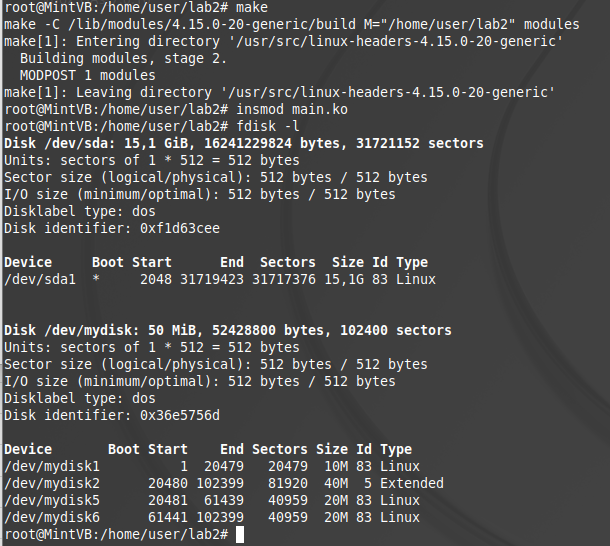 root@MintVB:/home/user/lab2# make
make -C /lib/modules/4.15.0-20-generic/build M="/home/user/lab2" modules
make[1]: Entering directory '/usr/src/linux-headers-4.15.0-20-generic'
  Building modules, stage 2.
  MODPOST 1 modules
make[1]: Leaving directory '/usr/src/linux-headers-4.15.0-20-generic'
root@MintVB:/home/user/lab2# insmod main.ko
root@MintVB:/home/user/lab2# fdisk -l
Disk /dev/sda: 15,1 GiB, 16241229824 bytes, 31721152 sectors
Units: sectors of 1 * 512 = 512 bytes
Sector size (logical/physical): 512 bytes / 512 bytes
I/O size (minimum/optimal): 512 bytes / 512 bytes
Disklabel type: dos
Disk identifier: 0xf1d63cee
Device     Boot Start      End  Sectors  Size Id Type
/dev/sda1  *     2048 31719423 31717376 15,1G 83 Linux
Disk /dev/mydisk: 50 MiB, 52428800 bytes, 102400 sectors
Units: sectors of 1 * 512 = 512 bytes
Sector size (logical/physical): 512 bytes / 512 bytes
I/O size (minimum/optimal): 512 bytes / 512 bytes
Disklabel type: dos
Disk identifier: 0x36e5756d
Device       Boot Start    End Sectors Size Id Type
/dev/mydisk1          1  20479   20479  10M 83 Linux
/dev/mydisk2      20480 102399   81920  40M  5 Extended
/dev/mydisk5      20481  61439   40959  20M 83 Linux
/dev/mydisk6      61441 102399   40959  20M 83 Linux
root@MintVB:/home/user/lab2#